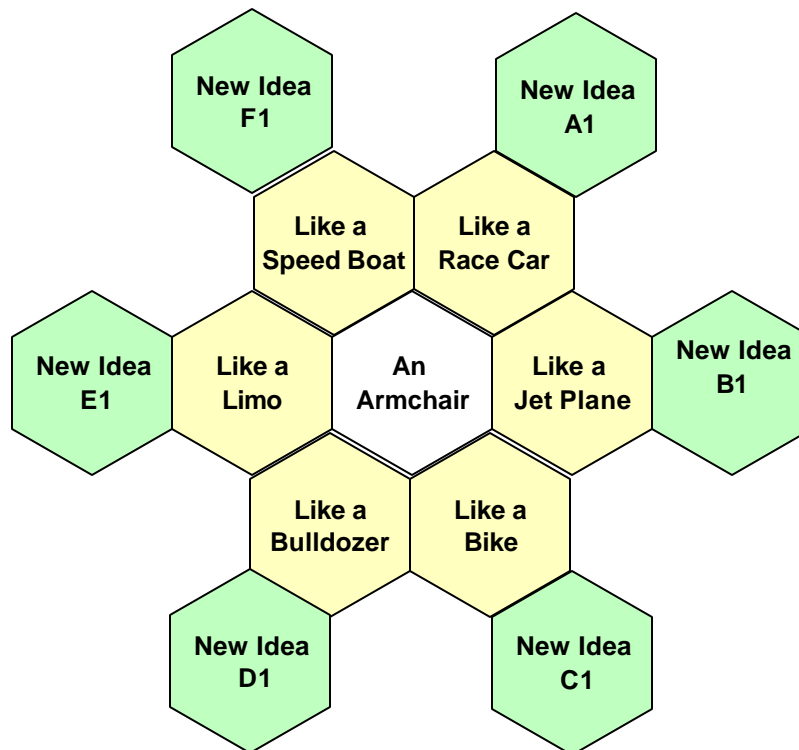 New Idea
F1
New Idea
A1
Like a
Speed Boat
Like a
Race Car
New Idea
E1
Like a
Limo
An
Armchair
Like a
Jet Plane
New Idea
B1
Like a
Bulldozer
Like a
Bike
New Idea
D1
New Idea
C1